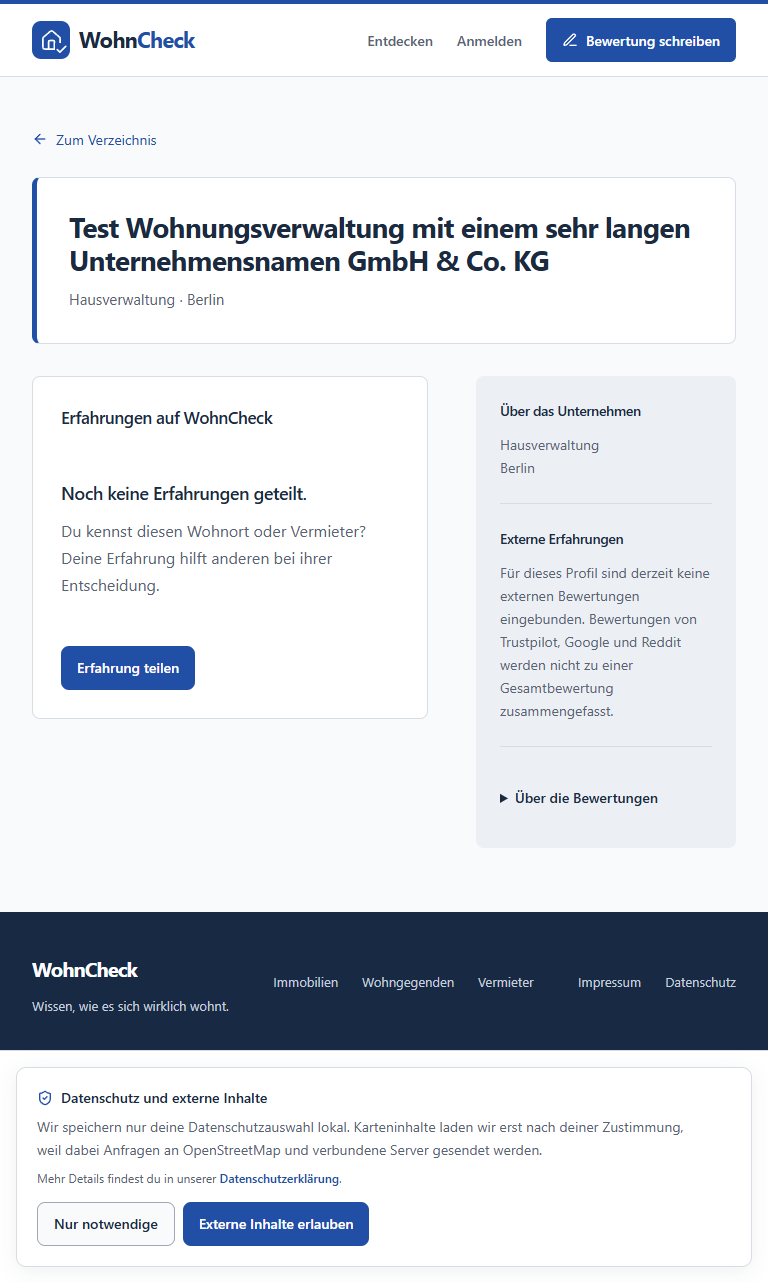 WohnCheck
Entdecken
Anmelden
Bewertung schreiben
Zum Verzeichnis
Test Wohnungsverwaltung mit einem sehr langen
Unternehmensnamen GmbH & Co. KG
Hausverwaltung · Berlin
Erfahrungen auf WohnCheck
Noch keine Erfahrungen geteilt.
Du kennst diesen Wohnort oder Vermieter?
Deine Erfahrung hilft anderen bei ihrer
Entscheidung.
Erfahrung teilen
Über das Unternehmen
Hausverwaltung
Berlin
Externe Erfahrungen
Für dieses Profil sind derzeit keine
externen Bewertungen
eingebunden. Bewertungen von
Trustpilot, Google und Reddit
werden nicht zu einer
Gesamtbewertung
zusammengefasst.
Über die Bewertungen
WohnCheck
Wissen, wie es sich wirklich wohnt.
Immobilien
Wohngegenden
Vermieter
Impressum
Datenschutz
Datenschutz und externe Inhalte
Wir speichern nur deine Datenschutzauswahl lokal. Karteninhalte laden wir erst nach deiner Zustimmung,
weil dabei Anfragen an OpenStreetMap und verbundene Server gesendet werden.
Mehr Details findest du in unserer Datenschutzerklärung.
Nur notwendige
Externe Inhalte erlauben